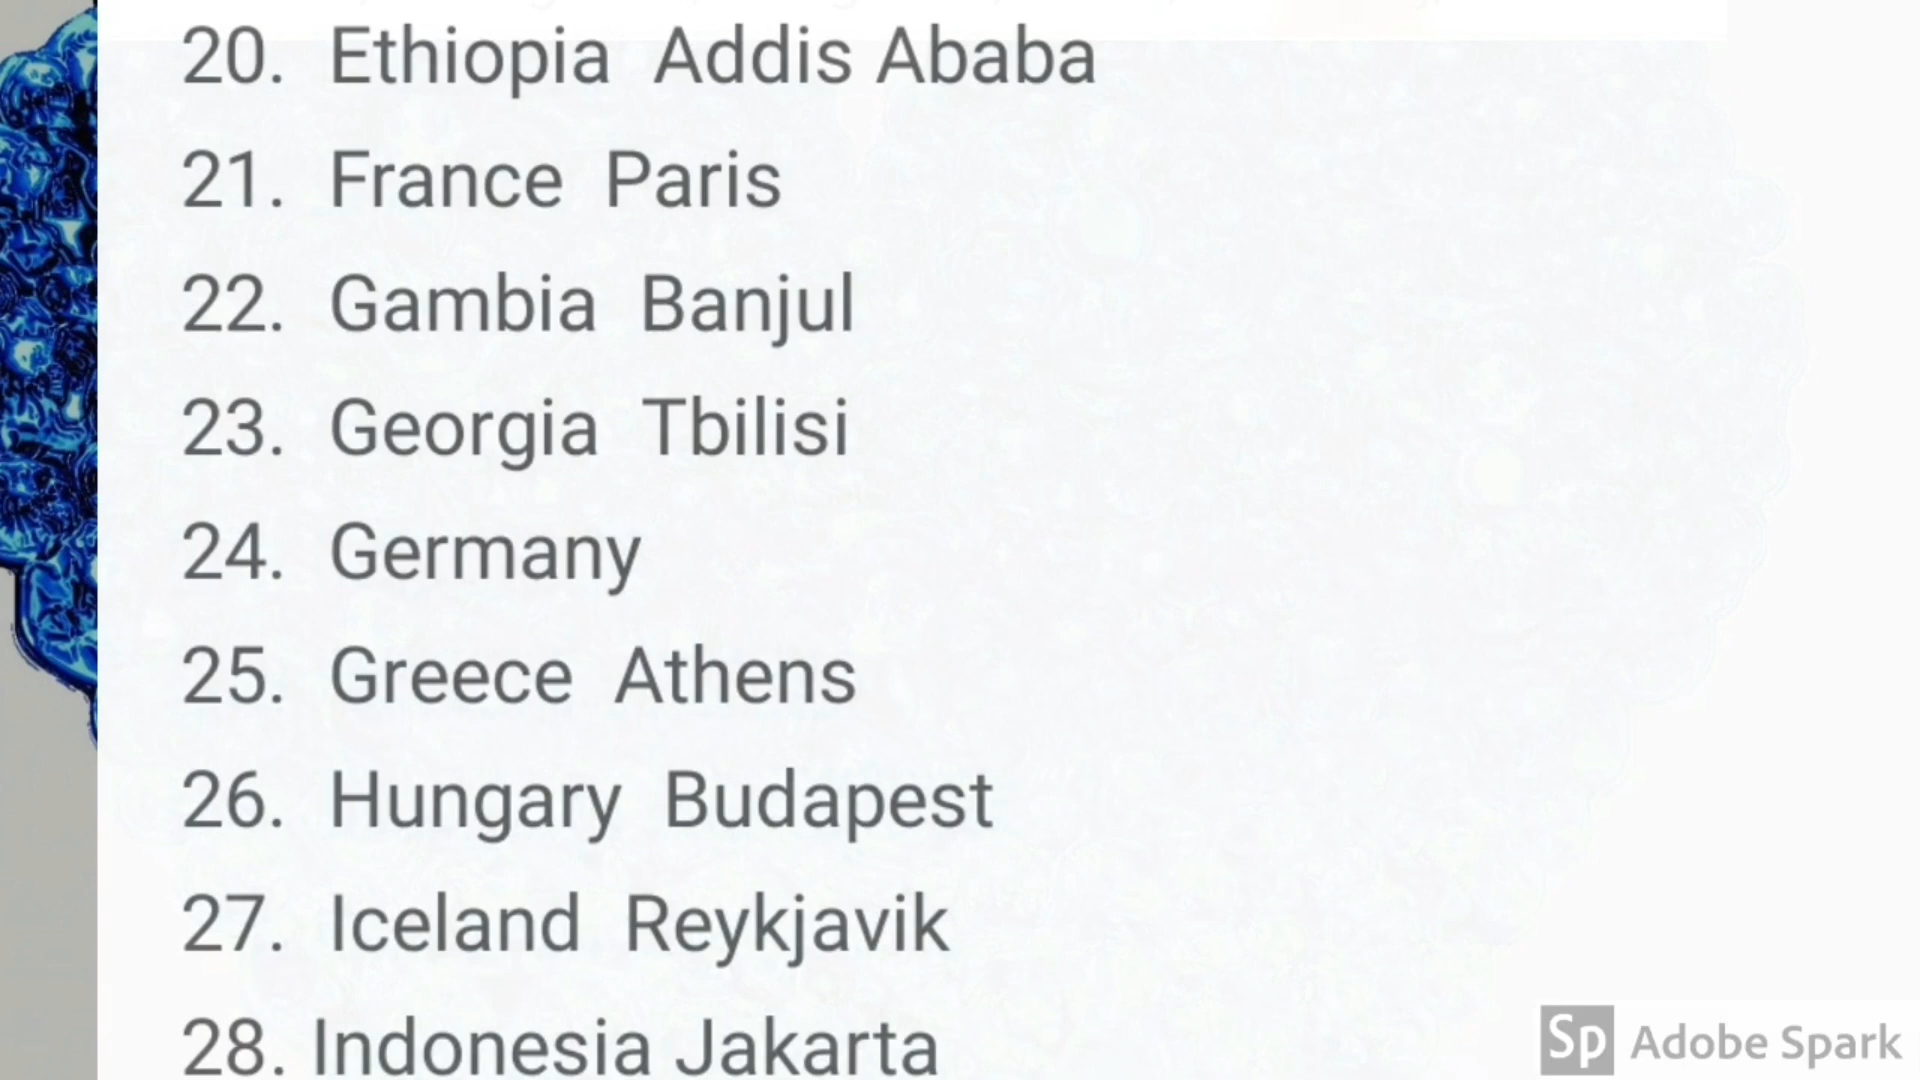 20. Ethiopia Addis Ababa
21. France Paris
22. Gambia Banjul
23. Georgia Tbilisi
24. Germany
25. Greece Athens
26. Hungary Budapest
27. Iceland Reykjavik
28. Indonesia Jakarta
Sp Adobe Spark